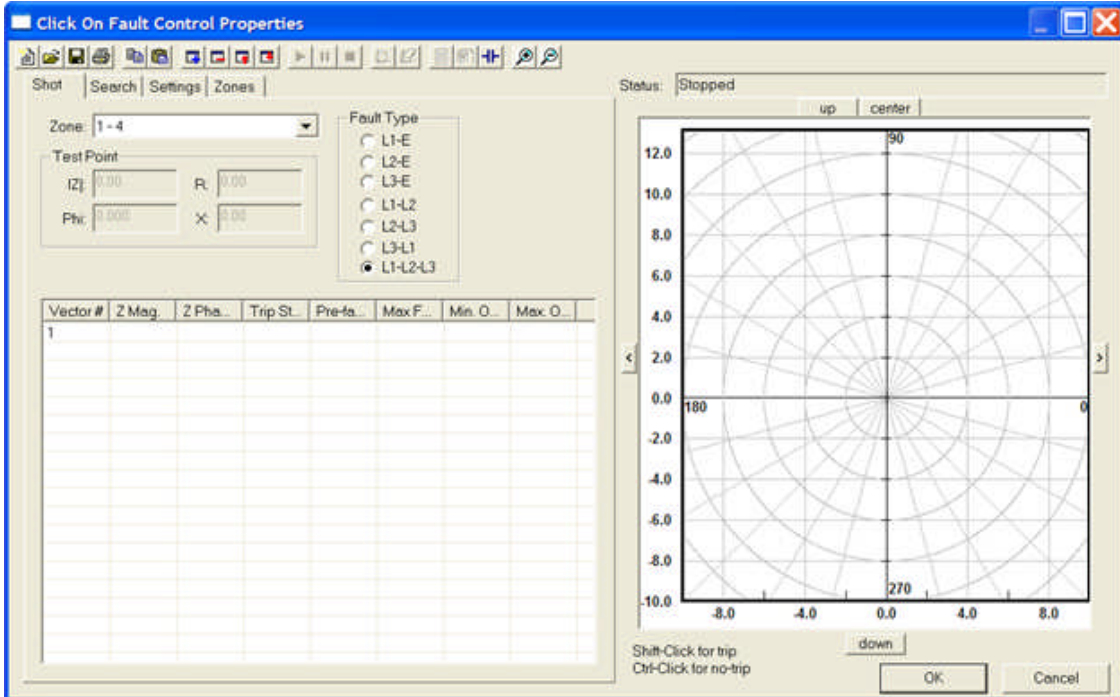 Click On Fault Control Properties
Shot Search Settings Zones
Status: Stopped
Zone: 1 - 4
Fault Type
L1-E
L2-E
L3-E
L1-L2
L2-L3
L3-L1
L1-L2-L3
Test Point
|Z|: 0.00 R: 0.00
Phi: 0.000 X: 0.00
Vector # Z Mag. Z Pha... Trip St... Pre-fa... Max F... Min. O... Max. O...
1
up center
90
12.0
10.0
8.0
6.0
4.0
2.0
0.0
-2.0
-4.0
-6.0
-8.0
-10.0
180 0
270
-8.0 -4.0 0.0 4.0 8.0
< >
down
Shift-Click for trip
Ctrl-Click for no-trip
OK Cancel